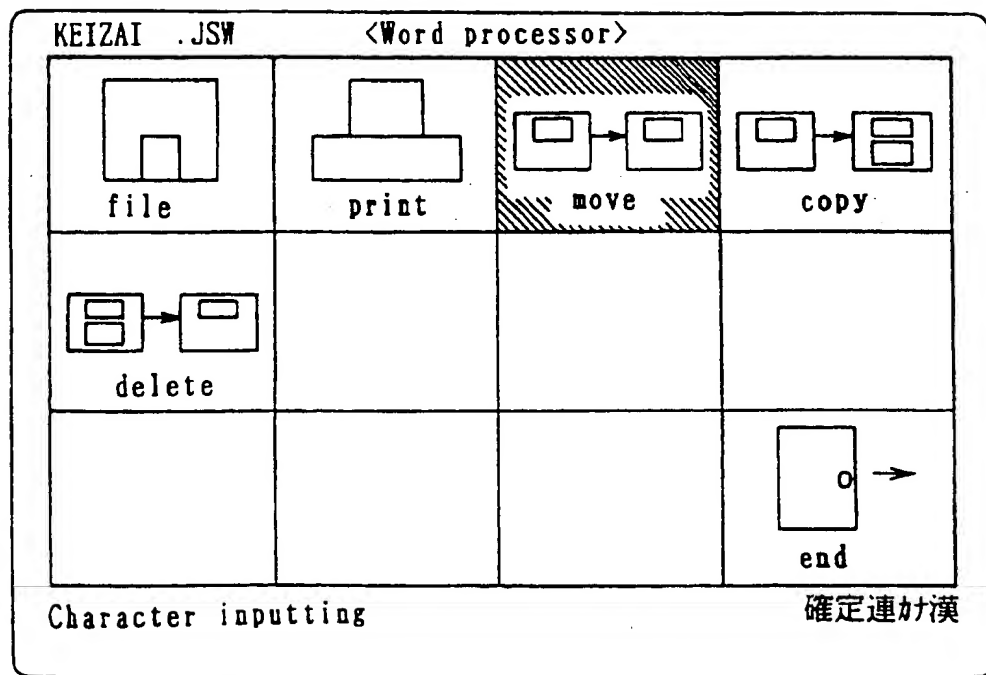 KEIZAI .JSW <Word processor>
file print move copy
delete
end
Character inputting 確定連カナ漢